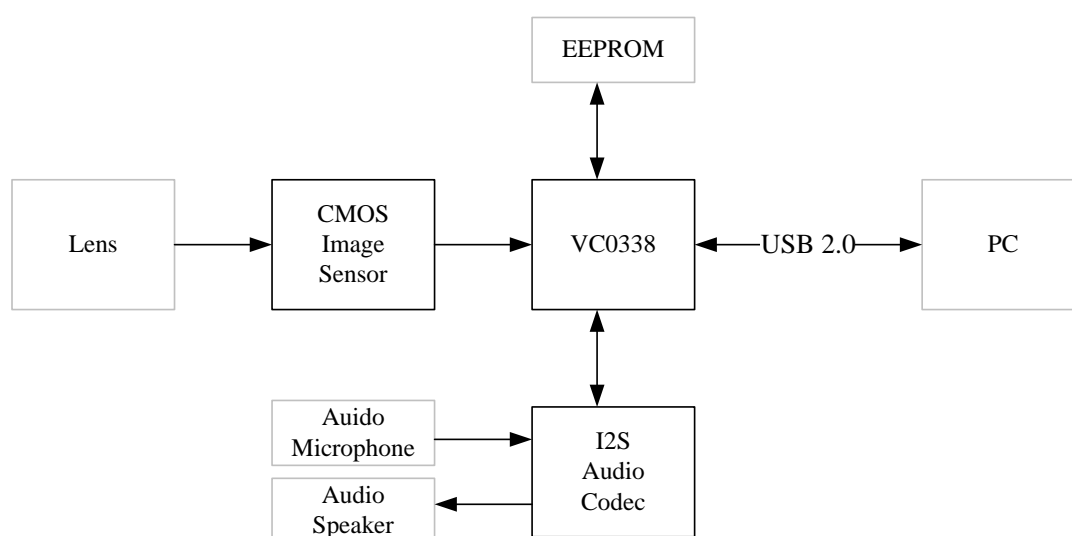 EEPROM
Lens
CMOS
Image
Sensor
VC0338
USB 2.0
PC
Auido
Microphone
Audio
Speaker
I2S
Audio
Codec